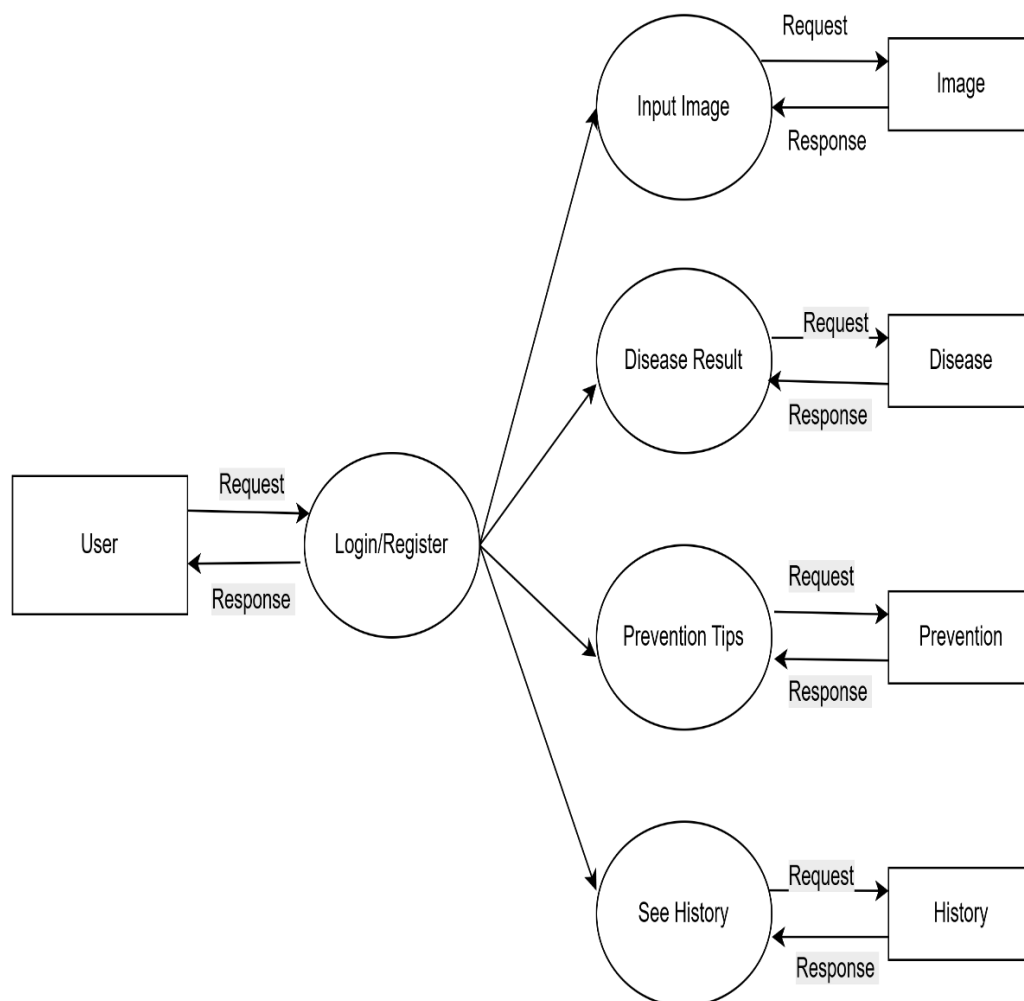 Request
Input Image
Image
Response
Request
Disease Result
Disease
Response
Request
User
Login/Register
Response
Request
Prevention Tips
Prevention
Response
Request
See History
History
Response